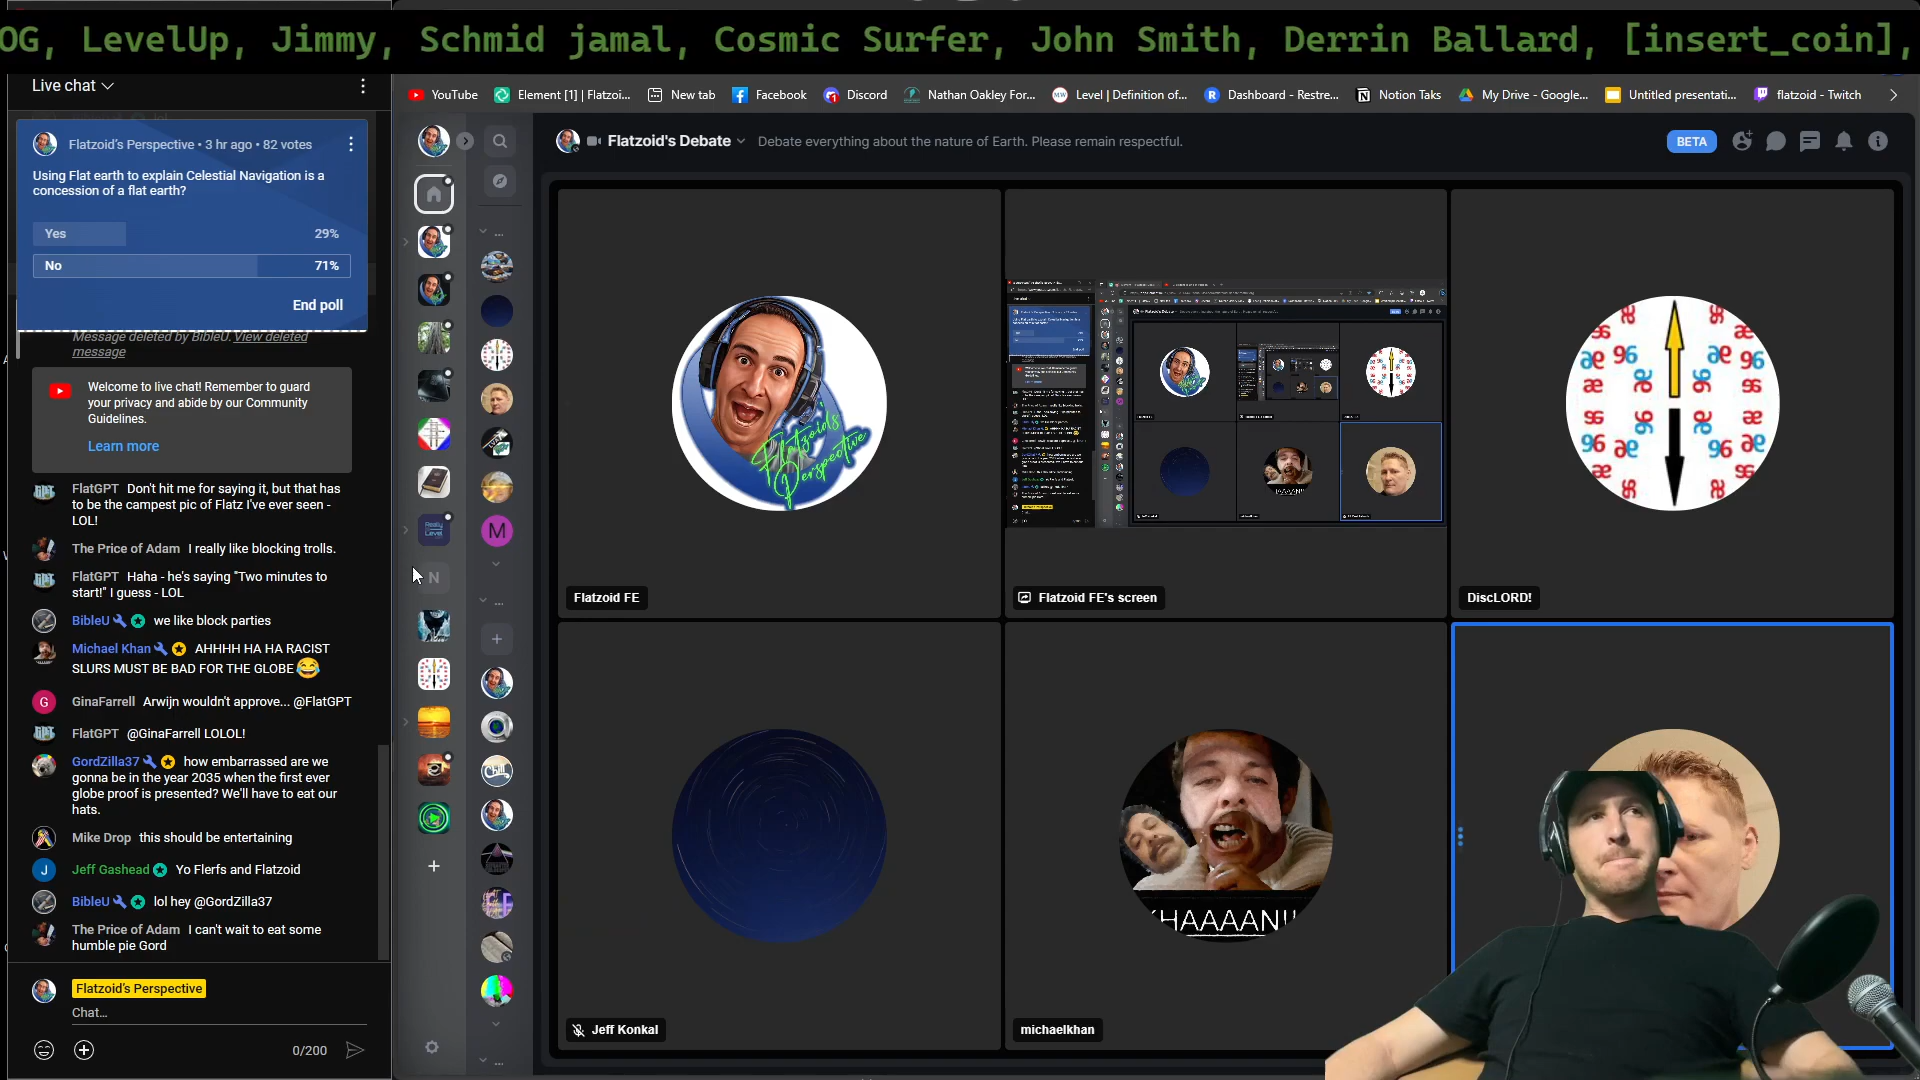 OG, LevelUp, Jimmy, Schmid jamal, Cosmic Surfer, John Smith, Derrin Ballard, [insert_coin],
Live chat
YouTube
Element [1] | Flatzoi...
New tab
Facebook
Discord
Nathan Oakley For...
Level | Definition of...
Dashboard - Restre...
Notion Taks
My Drive - Google...
Untitled presentati...
flatzoid - Twitch
Flatzoid's Perspective • 3 hr ago • 82 votes
Using Flat earth to explain Celestial Navigation is a
concession of a flat earth?
Yes 29%
No 71%
End poll
Message deleted by BibleU. View deleted
message
Welcome to live chat! Remember to guard
your privacy and abide by our Community
Guidelines.
Learn more
FlatGPT Don't hit me for saying it, but that has
to be the campest pic of Flatz I've ever seen -
LOL!
The Price of Adam I really like blocking trolls.
FlatGPT Haha - he's saying "Two minutes to
start!" I guess - LOL
BibleU we like block parties
Michael Khan AHHHH HA HA RACIST
SLURS MUST BE BAD FOR THE GLOBE😂
GinaFarrell Arwijn wouldn't approve... @FlatGPT
FlatGPT @GinaFarrell LOLOL!
GordZilla37 how embarrassed are we
gonna be in the year 2035 when the first ever
globe proof is presented? We'll have to eat our
hats.
Mike Drop this should be entertaining
Jeff Gashead Yo Flerfs and Flatzoid
BibleU lol hey @GordZilla37
The Price of Adam I can't wait to eat some
humble pie Gord
Flatzoid's Perspective
Chat...
0/200
Flatzoid's Debate
Debate everything about the nature of Earth. Please remain respectful.
BETA
N
M
Chill
Flatzoid's
Perspective
Flatzoid FE
Flatzoid FE's screen
DiscLORD!
Jeff Konkal
KHAAAAN!!
michaelkhan